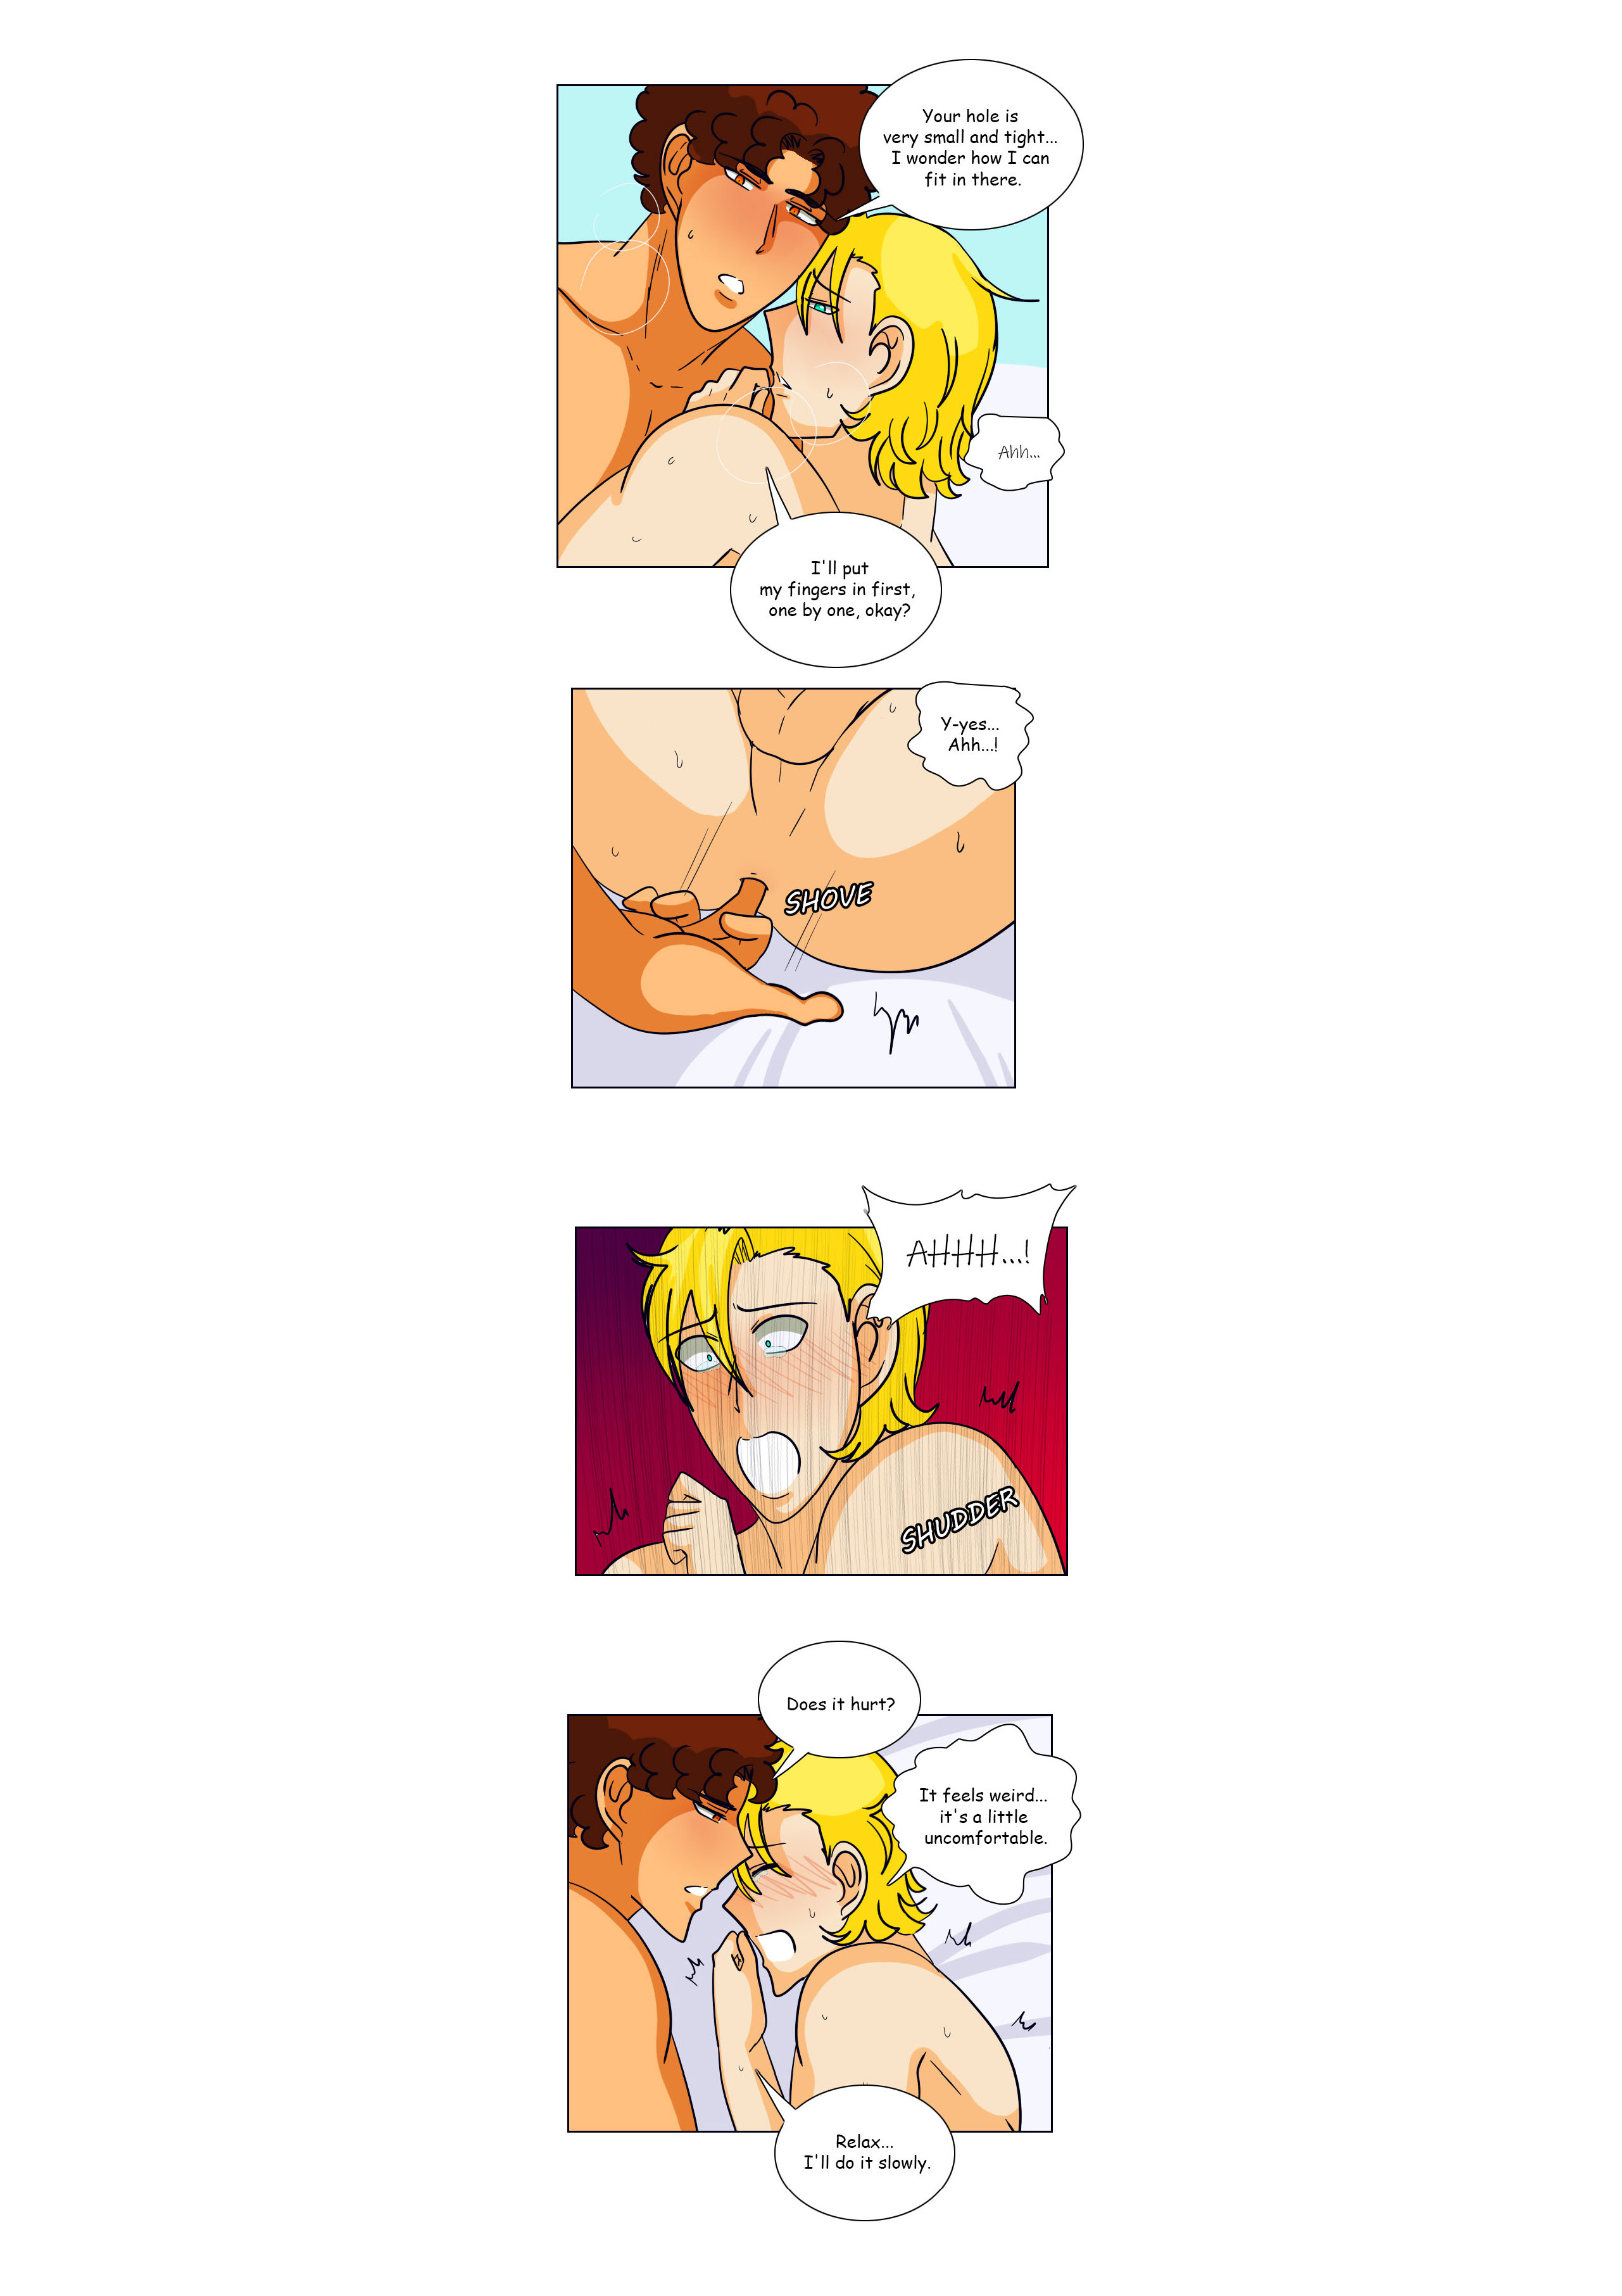 Your hole is
very small and tight...
I wonder how I can
fit in there.
Ahh...
I'll put
my fingers in first,
one by one, okay?
Y-yes...
Ahh...!
SHOVE
AHHH...!
SHUDDER
Does it hurt?
It feels weird...
it's a little
uncomfortable.
Relax...
I'll do it slowly.